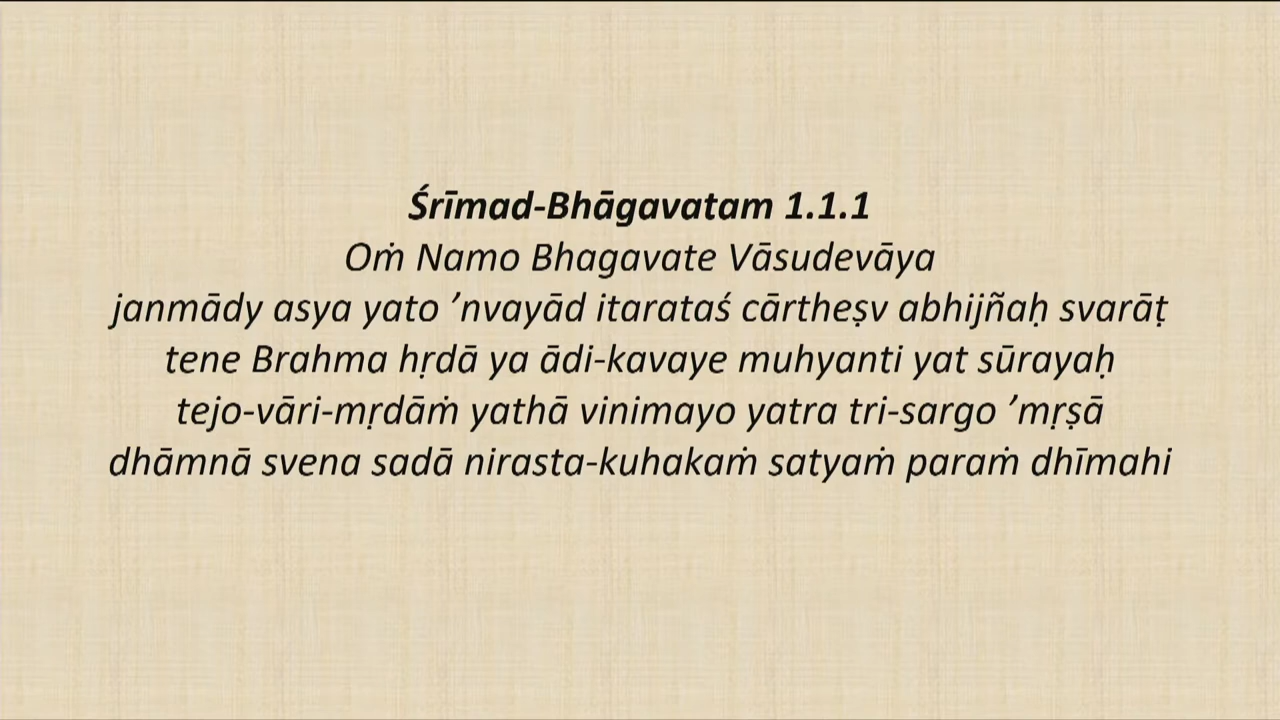 Śrīmad-Bhāgavatam 1.1.1
Oṁ Namo Bhagavate Vāsudevāya
janmādy asya yato ’nvayād itarataś cārtheṣv abhijñaḥ svarāṭ
tene Brahma hṛdā ya ādi-kavaye muhyanti yat sūrayaḥ
tejo-vāri-mṛdāṁ yathā vinimayo yatra tri-sargo ’mṛṣā
dhāmnā svena sadā nirasta-kuhakaṁ satyaṁ paraṁ dhīmahi